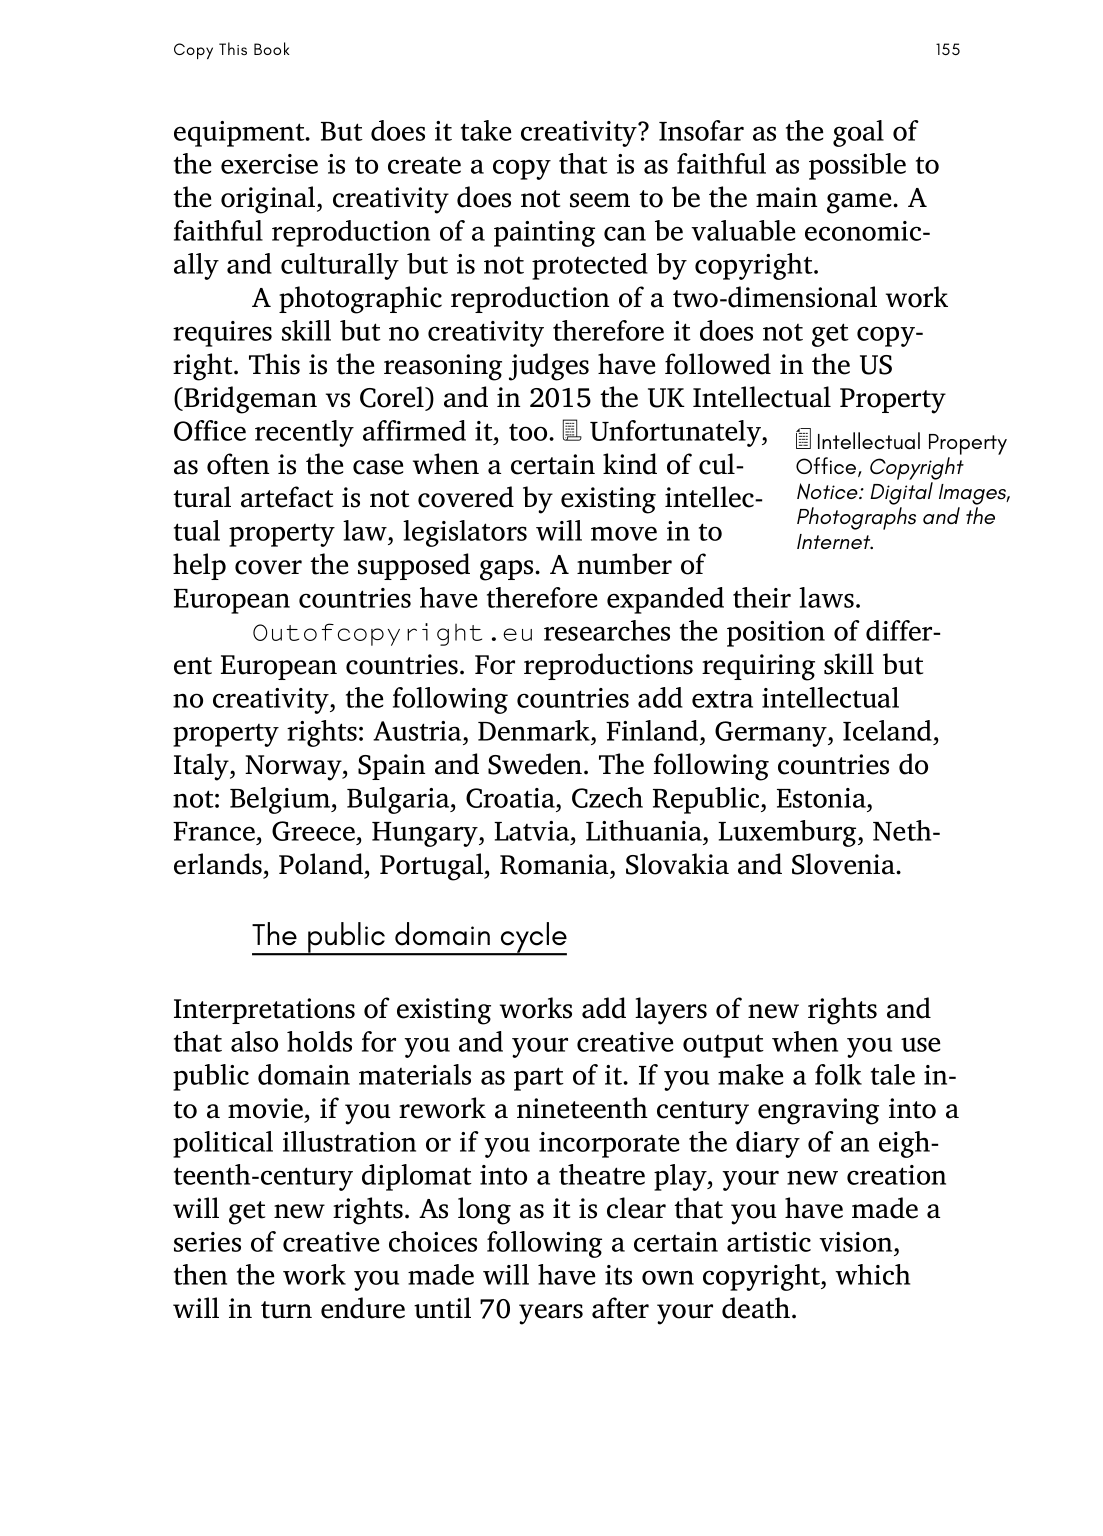 Copy This Book
155
equipment. But does it take creativity? Insofar as the goal of
the exercise is to create a copy that is as faithful as possible to
the original, creativity does not seem to be the main game. A
faithful reproduction of a painting can be valuable economic-
ally and culturally but is not protected by copyright.
A photographic reproduction of a two-dimensional work
requires skill but no creativity therefore it does not get copy-
right. This is the reasoning judges have followed in the US
(Bridgeman vs Corel) and in 2015 the UK Intellectual Property
Office recently affirmed it, too. Unfortunately,
as often is the case when a certain kind of cul-
tural artefact is not covered by existing intellec-
tual property law, legislators will move in to
help cover the supposed gaps. A number of
European countries have therefore expanded their laws.
Intellectual Property
Office, Copyright
Notice: Digital Images,
Photographs and the
Internet.
Outofcopyright.eu researches the position of differ-
ent European countries. For reproductions requiring skill but
no creativity, the following countries add extra intellectual
property rights: Austria, Denmark, Finland, Germany, Iceland,
Italy, Norway, Spain and Sweden. The following countries do
not: Belgium, Bulgaria, Croatia, Czech Republic, Estonia,
France, Greece, Hungary, Latvia, Lithuania, Luxemburg, Neth-
erlands, Poland, Portugal, Romania, Slovakia and Slovenia.
The public domain cycle
Interpretations of existing works add layers of new rights and
that also holds for you and your creative output when you use
public domain materials as part of it. If you make a folk tale in-
to a movie, if you rework a nineteenth century engraving into a
political illustration or if you incorporate the diary of an eigh-
teenth-century diplomat into a theatre play, your new creation
will get new rights. As long as it is clear that you have made a
series of creative choices following a certain artistic vision,
then the work you made will have its own copyright, which
will in turn endure until 70 years after your death.